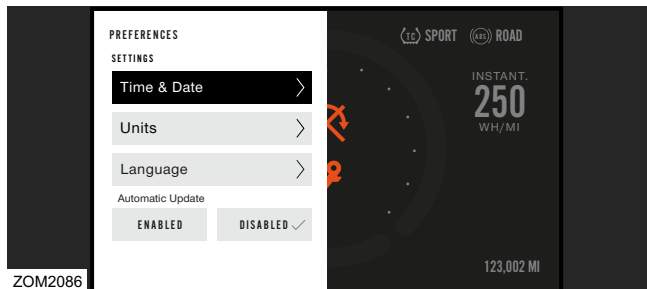 PREFERENCES
SETTINGS
Time & Date
Units
Language
Automatic Update
ENABLED
DISABLED
TC SPORT
ABS ROAD
INSTANT.
250
WH/MI
123,002 MI
ZOM2086